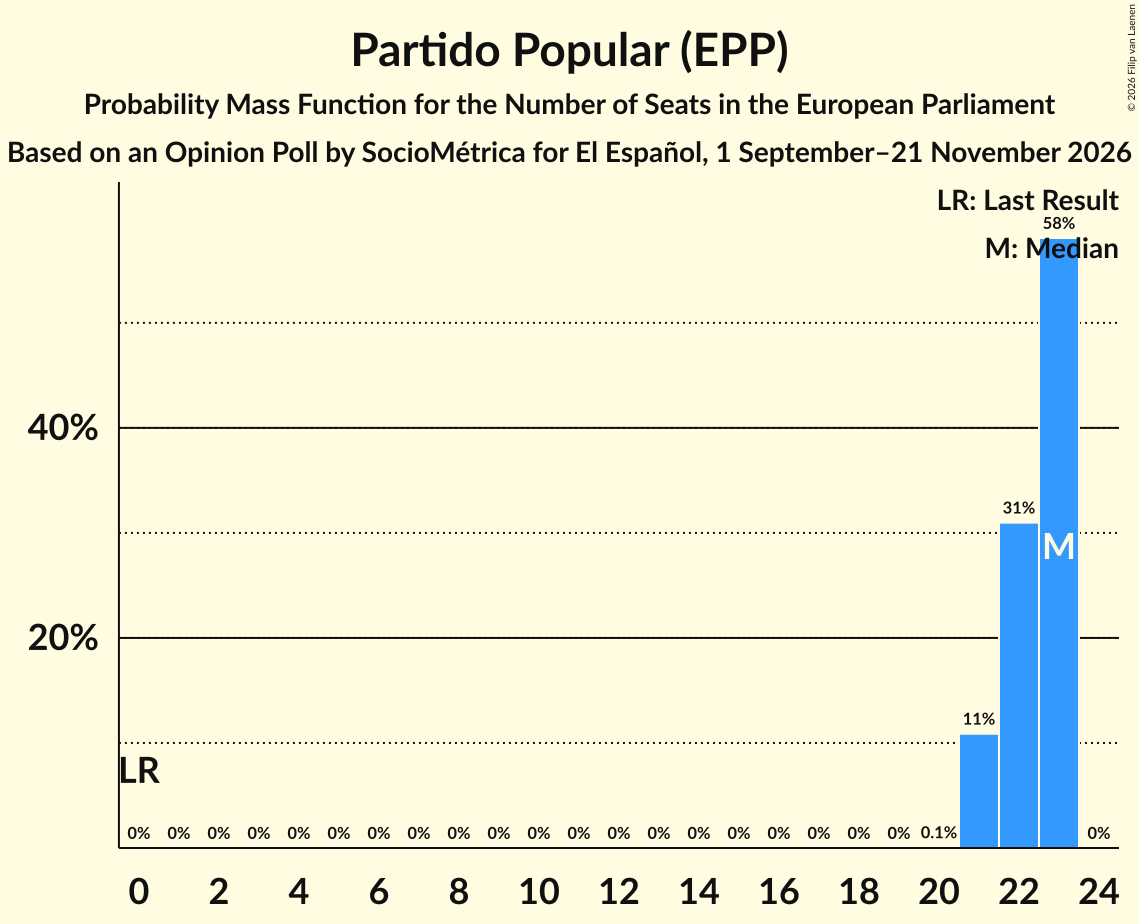 Partido Popular (EPP)
Probability Mass Function for the Number of Seats in the European Parliament
Based on an Opinion Poll by SocioMétrica for El Español, 1 September–21 November 2026
© 2026 Filip van Laenen
LR: Last Result
58%
M: Median
40%
31%
M
20%
11%
LR
0% 0% 0% 0% 0% 0% 0% 0% 0% 0% 0% 0% 0% 0% 0% 0% 0% 0% 0% 0% 0.1% 0%
0 2 4 6 8 10 12 14 16 18 20 22 24